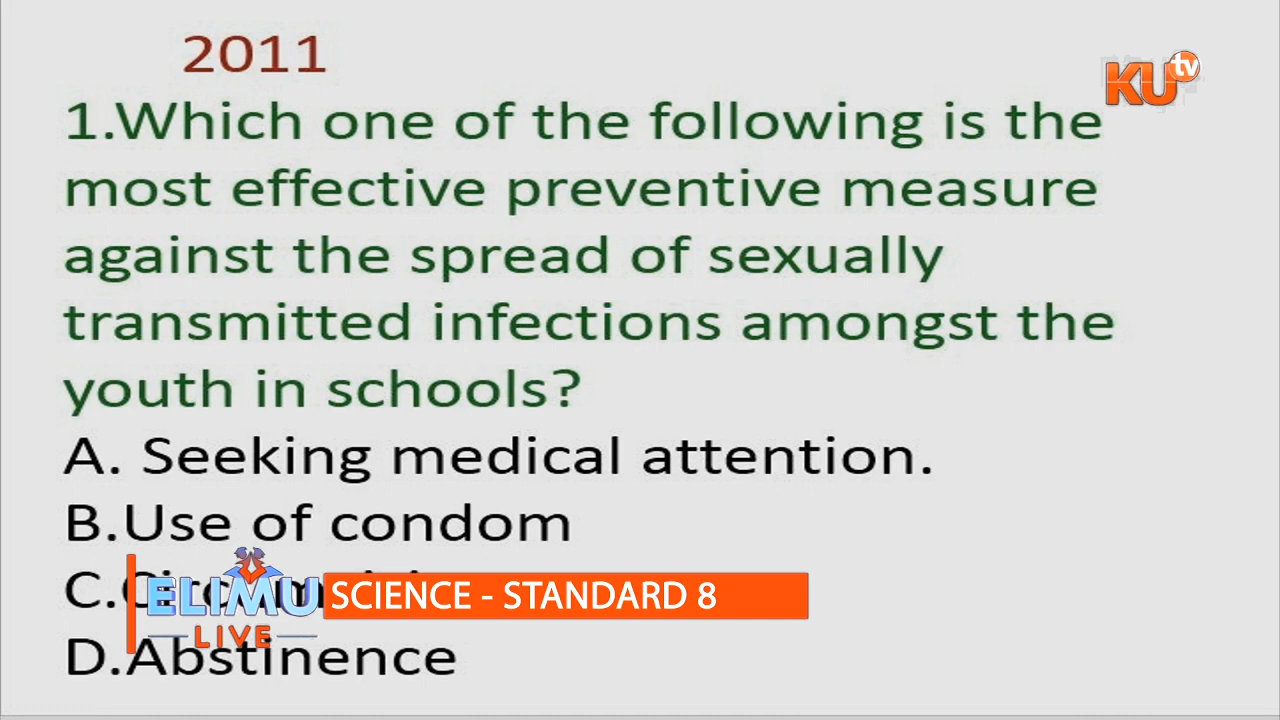 2011
KU tv
1.Which one of the following is the
most effective preventive measure
against the spread of sexually
transmitted infections amongst the
youth in schools?
A. Seeking medical attention.
B.Use of condom
C.
ELIMU
LIVE
SCIENCE - STANDARD 8
D.Abstinence